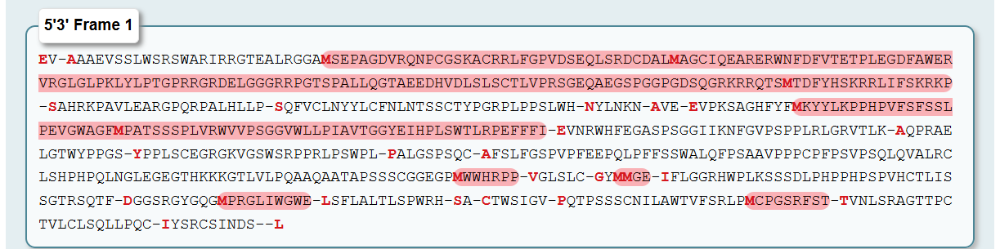 5'3' Frame 1
EV-AAAEVSSLWSRSWARIRRGTEALRGGAMSEPAGDVRQNPCGSKACRRLFGPVDSEQLSRDCDALMAGCIQEARERWNFDFVTETPLEGDFAWER
VRGLGLPKLYLPTGPRRGRDELGGGRRPGTSPALLQGTAEEDHVDLSLSCTLVPRSGEQAEGSPGGPGDSQGRKRRQTSMTDFYHSKRRLIFSKRKP
-SAHRKPAVLEARGPQRPALHLLP-SQFVCLNYYLCFNLNTSSCTYPGRPLPPSLWH-NYLNKN-AVE-EVPKSAGHFYFMKYYLKPPHPVFSFSSL
PEVGWAGFMPATSSSPLVRWVVPSGGVWLLPIAVTGGYEIHPLSWTLRPEFFFI-EVNRWHFEGASPSGGIIKNFGVPSPPLRLGRVTLK-AQPRAE
LGTWYPPGS-YPPLSCEGRGKVGSWSRPPRLPSWPL-PALGSPSQC-AFSLFGSPVPFEEPQLPFFSSWALQFPSAAVPPPCPFPSVPSQLQVALRC
LSHPHPQLNGLEGEGTHKKKGTLVLPQAAQAATAPSSSCGGEGPMWWHRPP-VGLSLC-GYMMGE-IFLGGRHWPLKSSSDLPHPPHPSPVHCTLIS
SGTRSQTF-DGGSRGYGQGMPRGLIWGWE-LSFLALTLSPWRH-SA-CTWSIGV-PQTPSSSCNILAWTVFSRLPMCPGSRFST-TVNLSRAGTTPC
TVLCLSQLLPQC-IYSRCSINDS--L